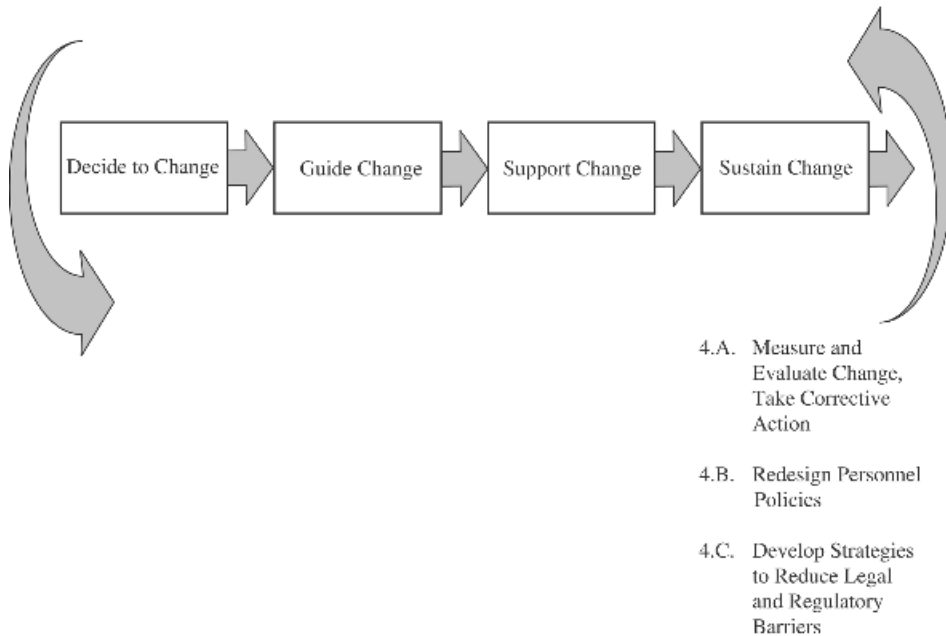 Decide to Change
Guide Change
Support Change
Sustain Change
4.A. Measure and
Evaluate Change,
Take Corrective
Action
4.B. Redesign Personnel
Policies
4.C. Develop Strategies
to Reduce Legal
and Regulatory
Barriers